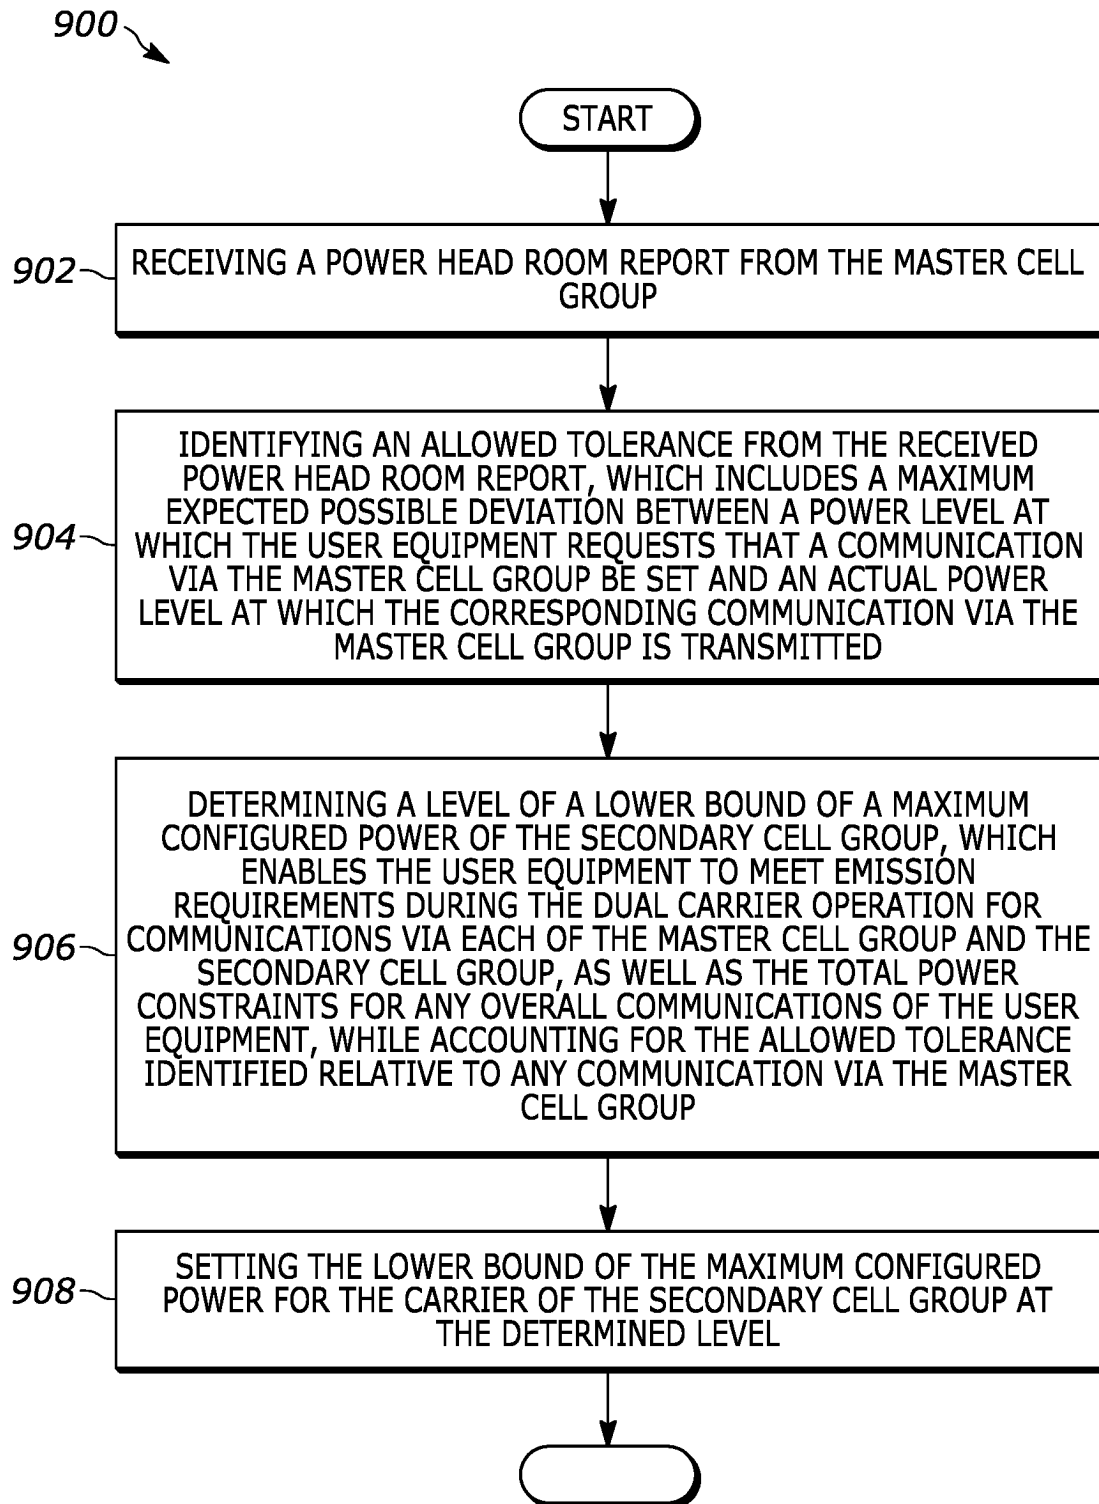 900
START
902
RECEIVING A POWER HEAD ROOM REPORT FROM THE MASTER CELL
GROUP
904
IDENTIFYING AN ALLOWED TOLERANCE FROM THE RECEIVED
POWER HEAD ROOM REPORT, WHICH INCLUDES A MAXIMUM
EXPECTED POSSIBLE DEVIATION BETWEEN A POWER LEVEL AT
WHICH THE USER EQUIPMENT REQUESTS THAT A COMMUNICATION
VIA THE MASTER CELL GROUP BE SET AND AN ACTUAL POWER
LEVEL AT WHICH THE CORRESPONDING COMMUNICATION VIA THE
MASTER CELL GROUP IS TRANSMITTED
906
DETERMINING A LEVEL OF A LOWER BOUND OF A MAXIMUM
CONFIGURED POWER OF THE SECONDARY CELL GROUP, WHICH
ENABLES THE USER EQUIPMENT TO MEET EMISSION
REQUIREMENTS DURING THE DUAL CARRIER OPERATION FOR
COMMUNICATIONS VIA EACH OF THE MASTER CELL GROUP AND THE
SECONDARY CELL GROUP, AS WELL AS THE TOTAL POWER
CONSTRAINTS FOR ANY OVERALL COMMUNICATIONS OF THE USER
EQUIPMENT, WHILE ACCOUNTING FOR THE ALLOWED TOLERANCE
IDENTIFIED RELATIVE TO ANY COMMUNICATION VIA THE MASTER
CELL GROUP
908
SETTING THE LOWER BOUND OF THE MAXIMUM CONFIGURED
POWER FOR THE CARRIER OF THE SECONDARY CELL GROUP AT
THE DETERMINED LEVEL